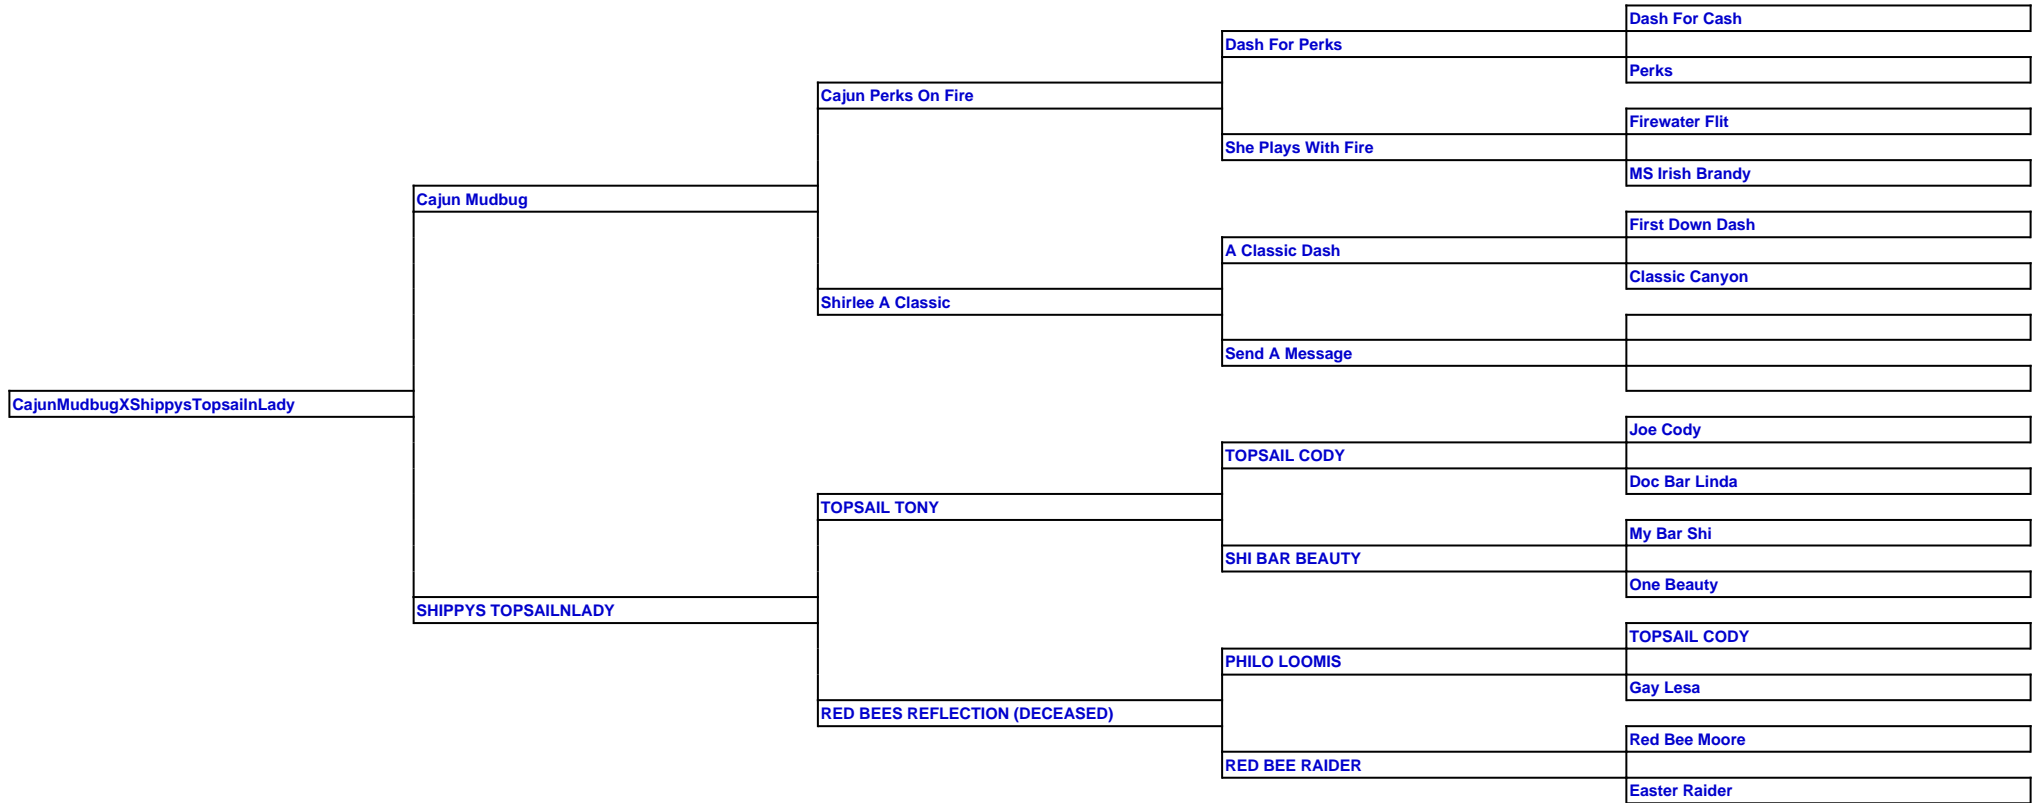 Dash For Cash
Dash For Perks
Perks
Cajun Perks On Fire
Firewater Flit
She Plays With Fire
MS Irish Brandy
Cajun Mudbug
First Down Dash
A Classic Dash
Classic Canyon
Shirlee A Classic
Send A Message
CajunMudbugXShippysTopsailnLady
Joe Cody
TOPSAIL CODY
Doc Bar Linda
TOPSAIL TONY
My Bar Shi
SHI BAR BEAUTY
One Beauty
SHIPPYS TOPSAILNLADY
TOPSAIL CODY
PHILO LOOMIS
Gay Lesa
RED BEES REFLECTION (DECEASED)
Red Bee Moore
RED BEE RAIDER
Easter Raider